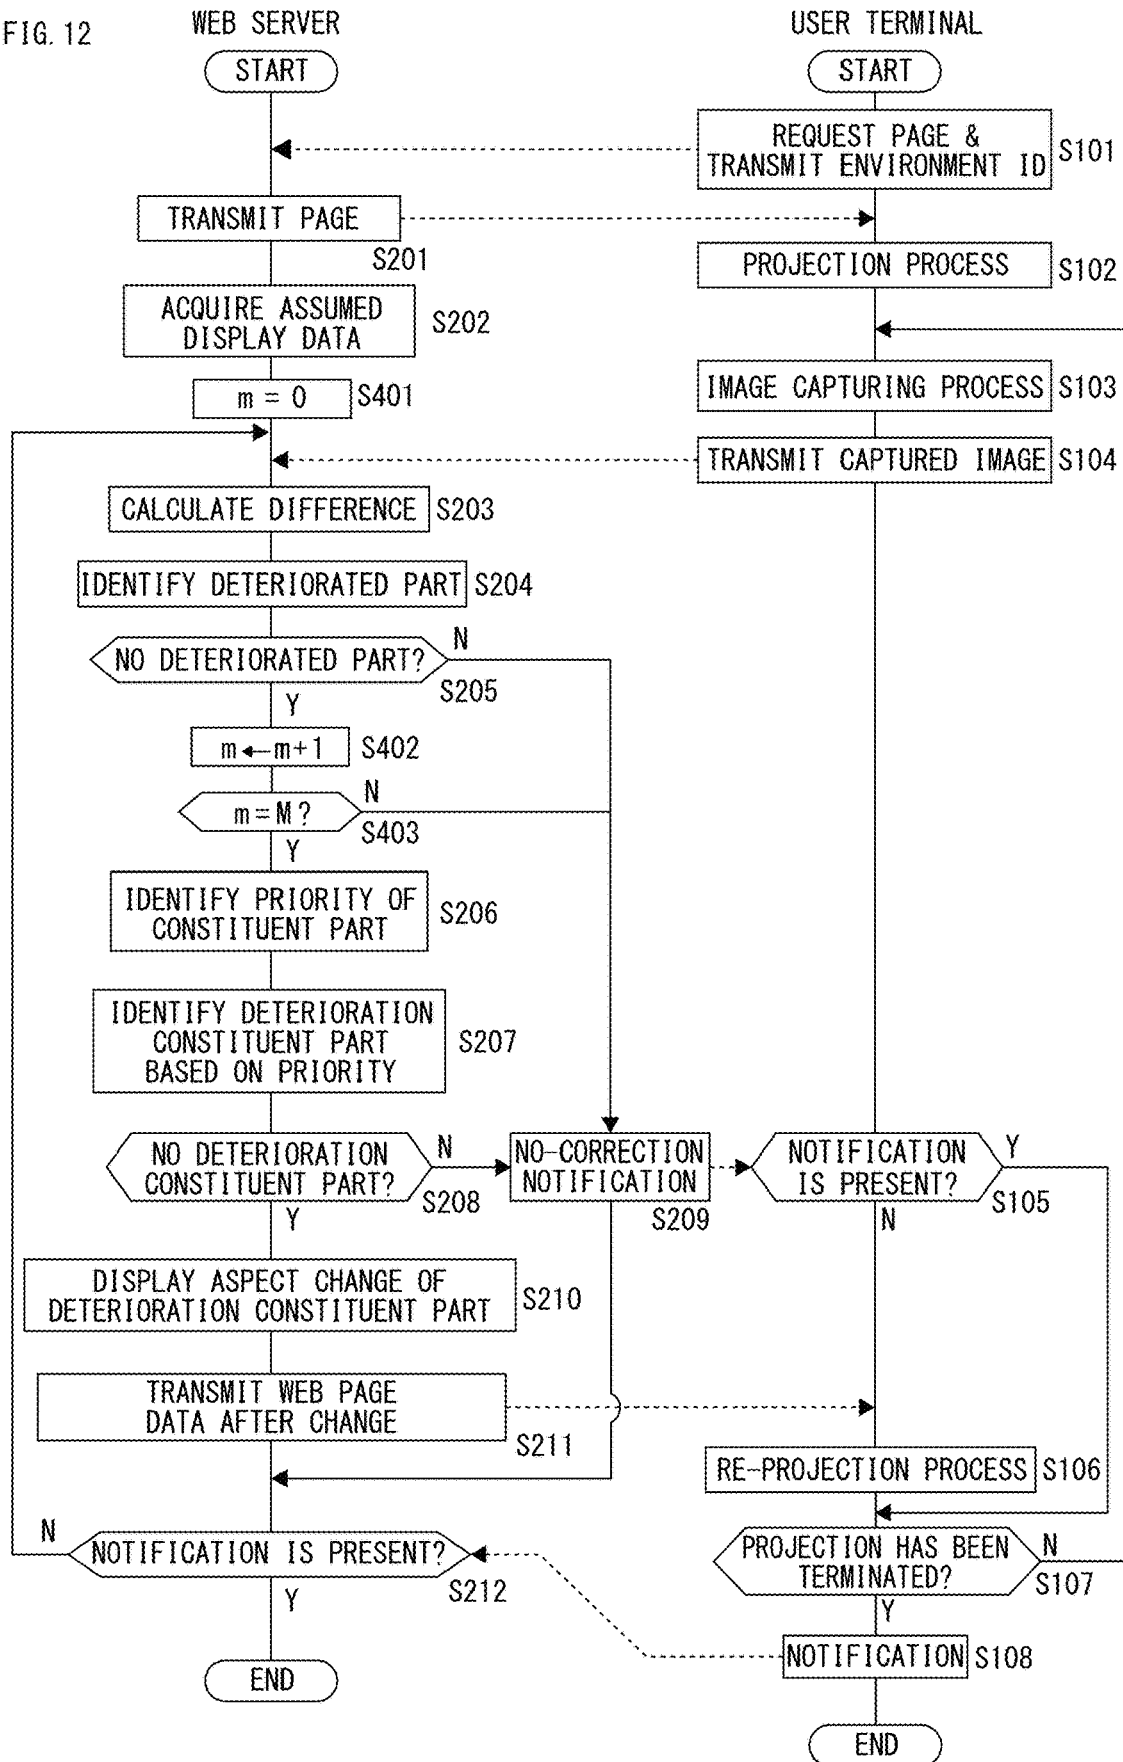 FIG. 12
WEB SERVER
USER TERMINAL
START
START
REQUEST PAGE &
TRANSMIT ENVIRONMENT ID
S101
TRANSMIT PAGE
S201
PROJECTION PROCESS
S102
ACQUIRE ASSUMED
DISPLAY DATA
S202
m = 0
S401
IMAGE CAPTURING PROCESS
S103
TRANSMIT CAPTURED IMAGE
S104
CALCULATE DIFFERENCE
S203
IDENTIFY DETERIORATED PART
S204
NO DETERIORATED PART?
N
S205
Y
m←m+1
S402
m=M?
N
S403
Y
IDENTIFY PRIORITY OF
CONSTITUENT PART
S206
IDENTIFY DETERIORATION
CONSTITUENT PART
BASED ON PRIORITY
S207
NO DETERIORATION
CONSTITUENT PART?
N
S208
Y
NO-CORRECTION
NOTIFICATION
S209
NOTIFICATION
IS PRESENT?
Y
S105
N
DISPLAY ASPECT CHANGE OF
DETERIORATION CONSTITUENT PART
S210
TRANSMIT WEB PAGE
DATA AFTER CHANGE
S211
RE-PROJECTION PROCESS
S106
N
NOTIFICATION IS PRESENT?
S212
Y
PROJECTION HAS BEEN
TERMINATED?
N
S107
Y
NOTIFICATION
S108
END
END